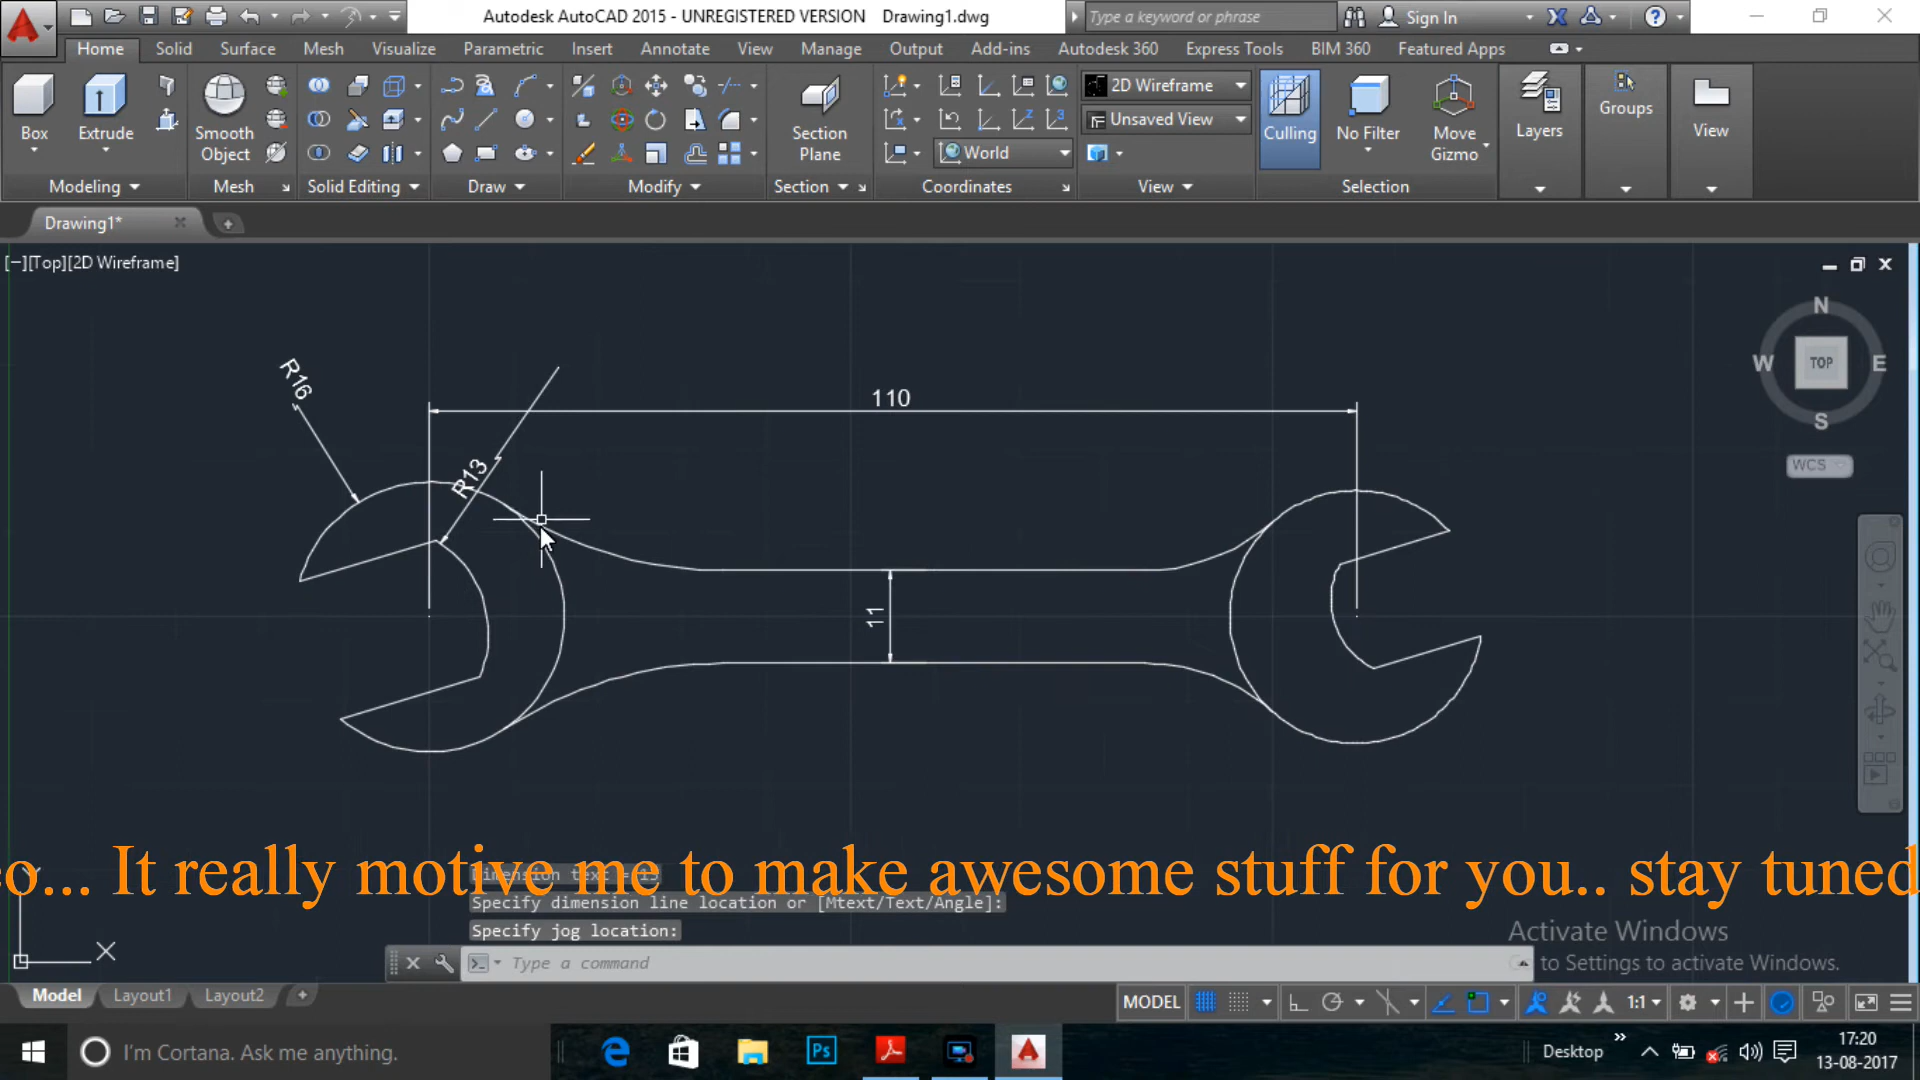 Autodesk AutoCAD 2015 - UNREGISTERED VERSION Drawing1.dwg
Type a keyword or phrase
Sign In
Home Solid Surface Mesh Visualize Parametric Insert Annotate View Manage Output Add-ins Autodesk 360 Express Tools BIM 360 Featured Apps
Box
Extrude
Smooth
Object
Section
Plane
2D Wireframe
Unsaved View
World
Culling
No Filter
Move
Gizmo
Layers
Groups
View
Modeling
Mesh
Solid Editing
Draw
Modify
Section
Coordinates
View
Selection
Drawing1*
[−][Top][2D Wireframe]
N
W
TOP
E
S
WCS
R16
R13
110
11
o... It really motive me to make awesome stuff for you.. stay tuned
Specify dimension line location or [Mtext/Text/Angle]:
Specify jog location:
Type a command
X
Activate Windows
to Settings to activate Windows.
Model Layout1 Layout2
MODEL
1:1
I'm Cortana. Ask me anything.
Ps
Desktop
17:20
13-08-2017